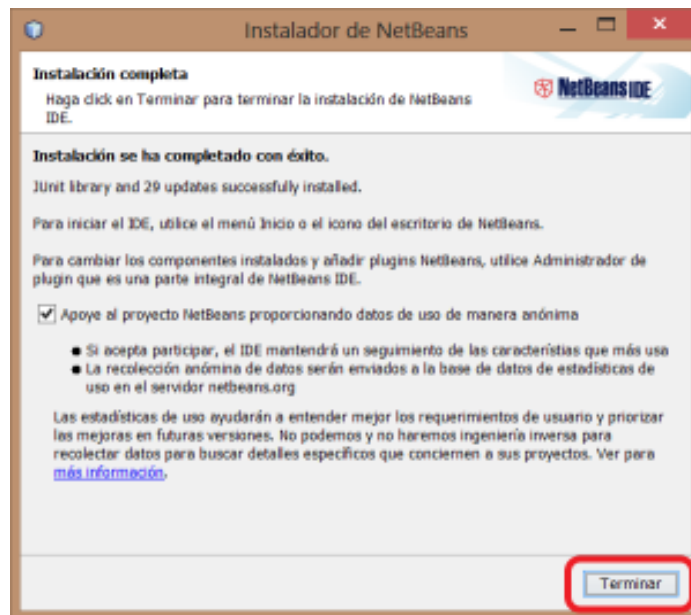 Instalador de NetBeans
Instalación completa
Haga click en Terminar para terminar la instalación de NetBeans
IDE.
NetBeans IDE
Instalación se ha completado con éxito.
JUnit library and 29 updates successfully installed.
Para iniciar el IDE, utilice el menú Inicio o el icono del escritorio de NetBeans.
Para cambiar los componentes instalados y añadir plugins NetBeans, utilice Administrador de
plugin que es una parte integral de NetBeans IDE.
Apoye al proyecto NetBeans proporcionando datos de uso de manera anónima
Si acepta participar, el IDE mantendrá un seguimiento de las característias que más usa
La recolección anómina de datos serán enviados a la base de datos de estadísticas de
uso en el servidor netbeans.org
Las estadísticas de uso ayudarán a entender mejor los requerimientos de usuario y priorizar
las mejoras en futuras versiones. No podemos y no haremos ingeniería inversa para
recolectar datos para buscar detalles específicos que conciernen a sus proyectos. Ver para
más información.
Terminar